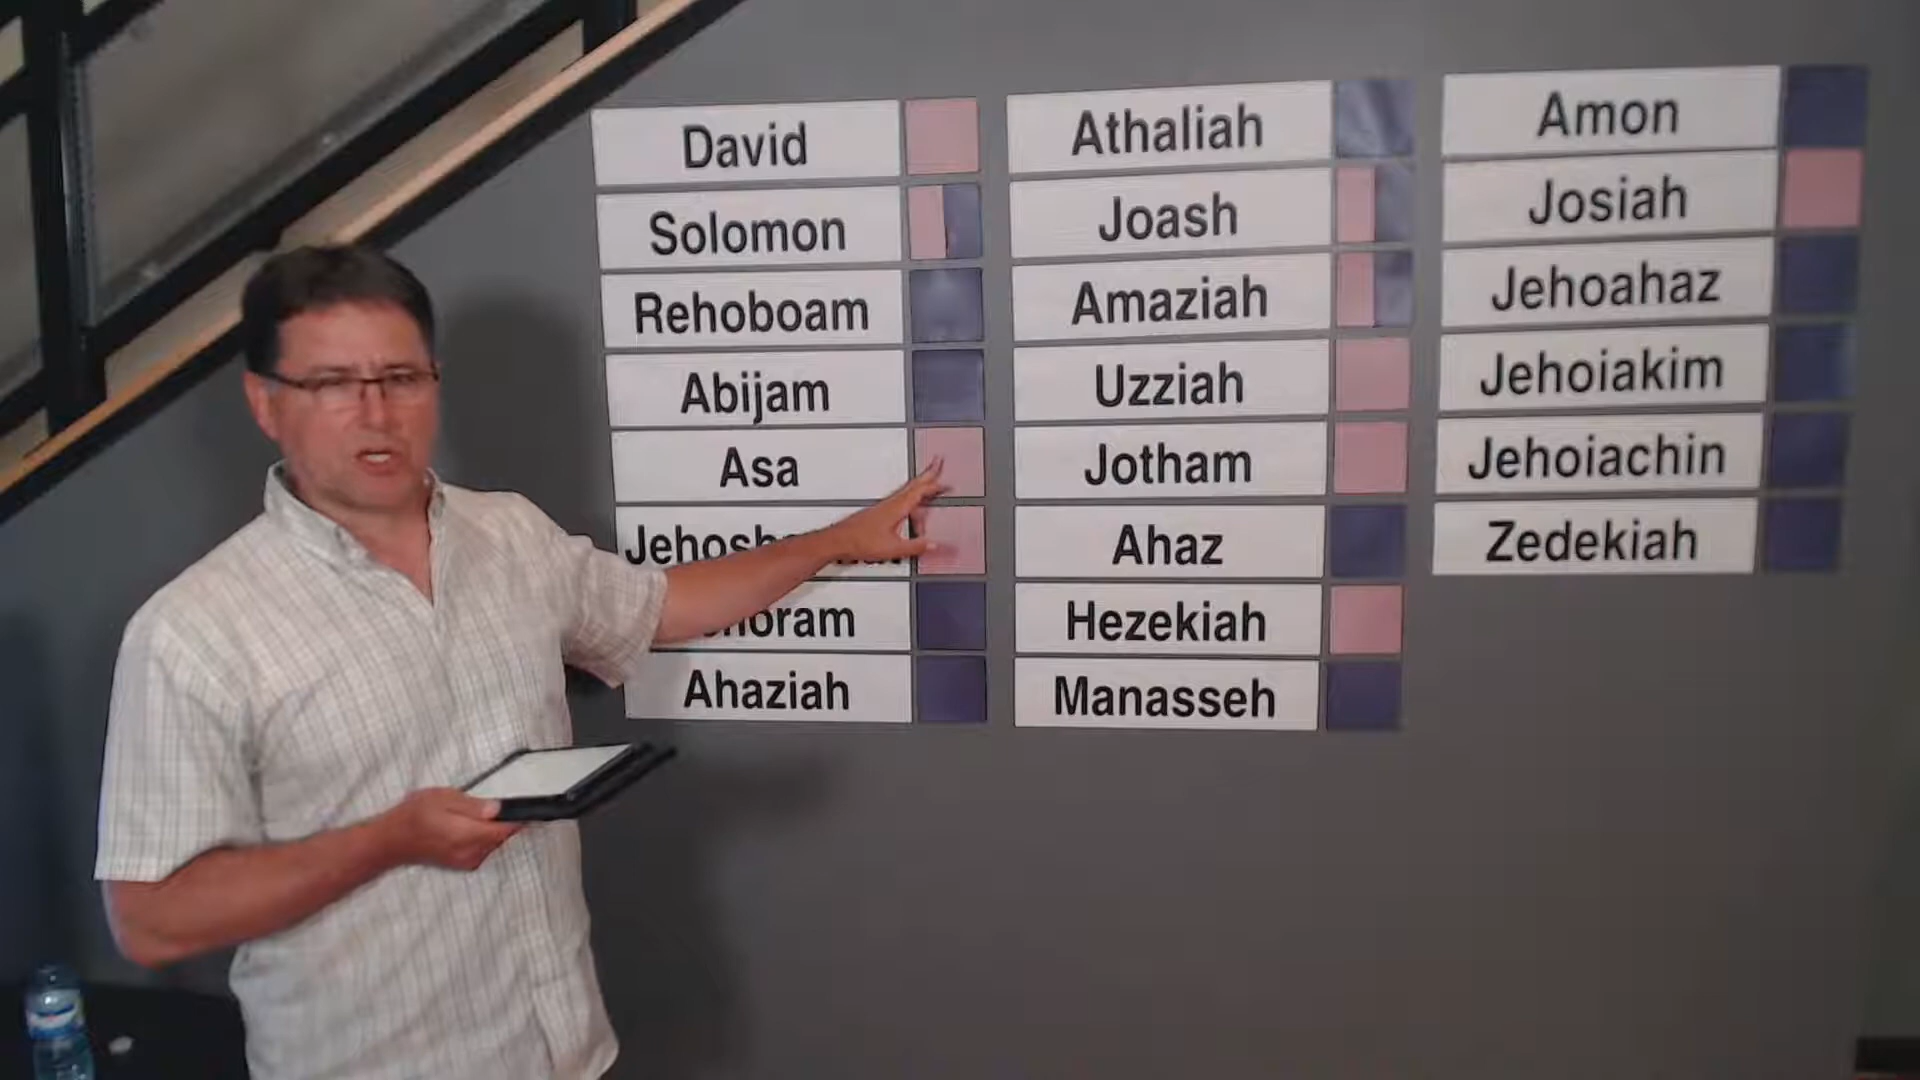 David
Solomon
Rehoboam
Abijam
Asa
Ahaziah
Athaliah
Joash
Amaziah
Uzziah
Jotham
Ahaz
Hezekiah
Manasseh
Amon
Josiah
Jehoahaz
Jehoiakim
Jehoiachin
Zedekiah